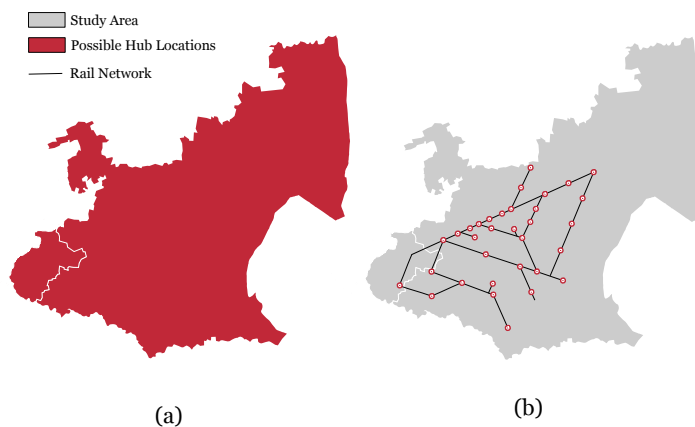 Study Area
Possible Hub Locations
Rail Network
(a)
(b)